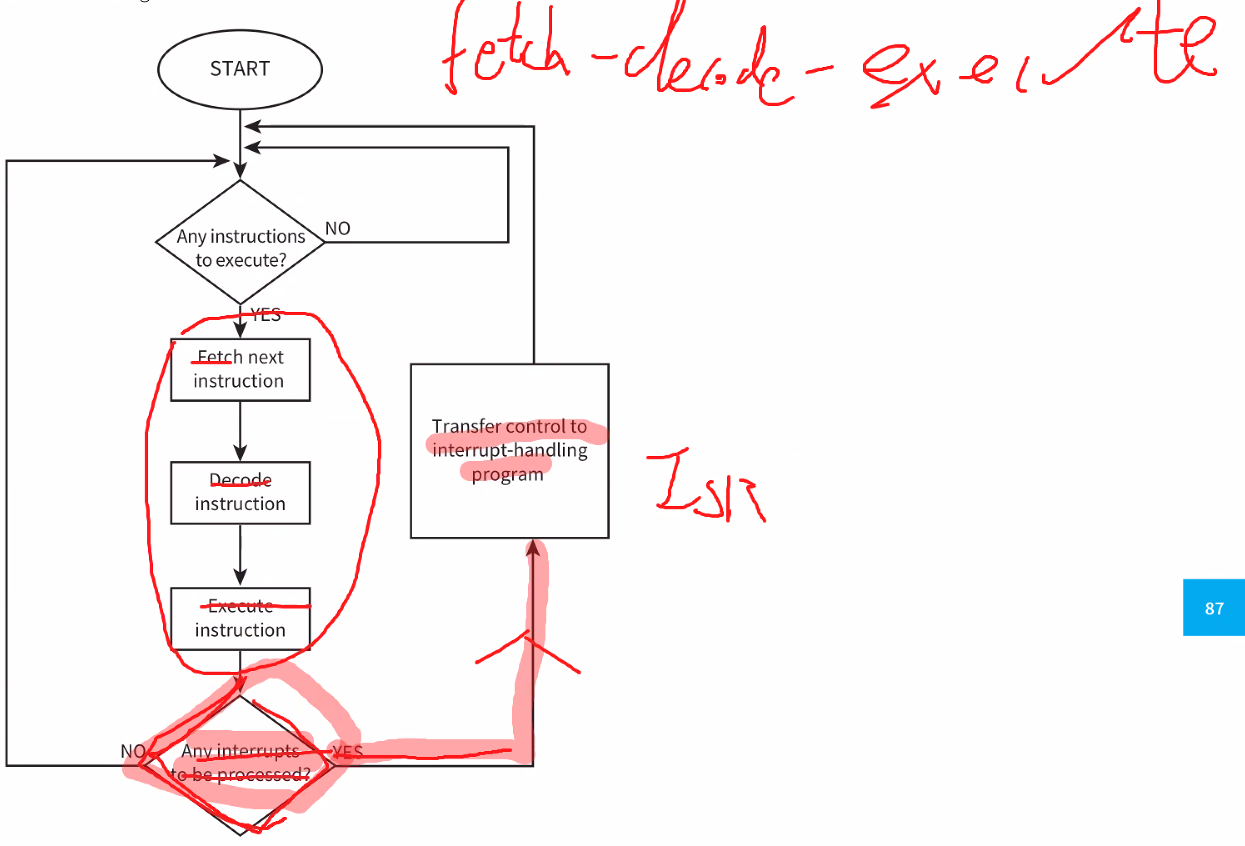 fetch-decode-execute
START
Any instructions
to execute?
NO
YES
Fetch next
instruction
Decode
instruction
Execute
instruction
Any interrupts
to be processed?
NO
YES
Transfer control to
interrupt-handling
program
ISR
87